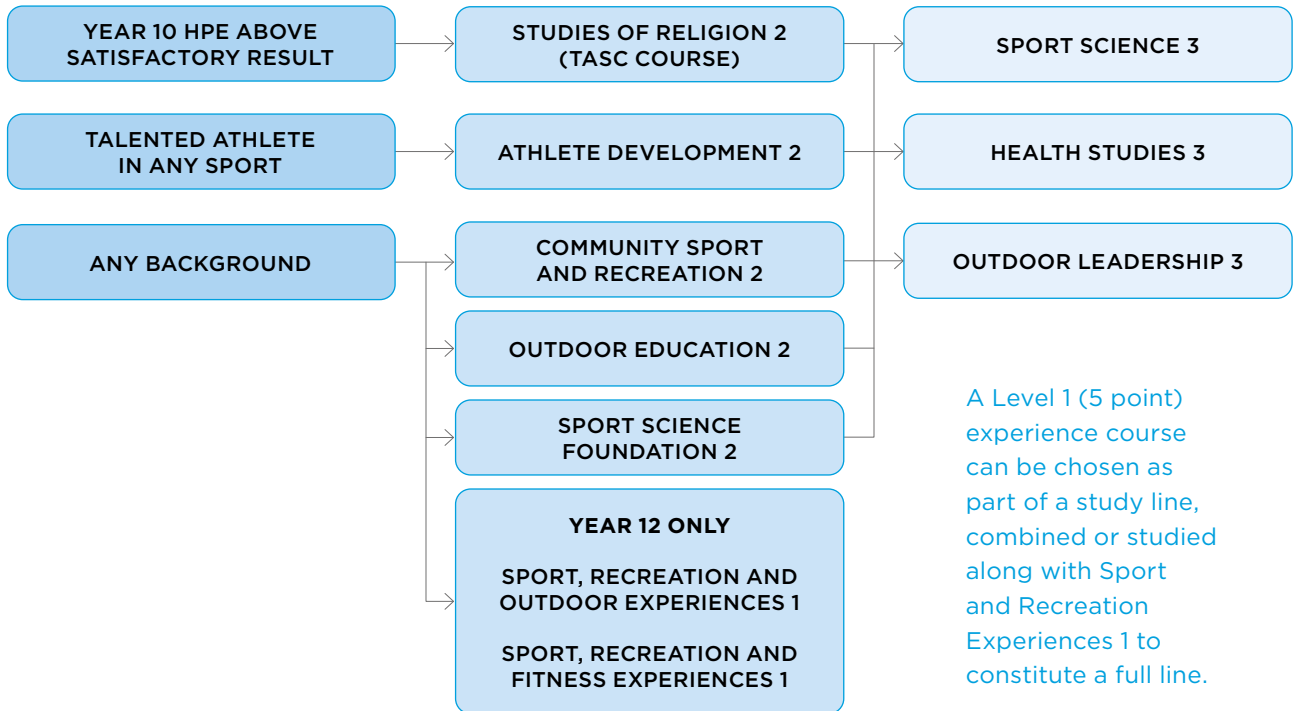 YEAR 10 HPE ABOVE
SATISFACTORY RESULT
STUDIES OF RELIGION 2
(TASC COURSE)
SPORT SCIENCE 3
TALENTED ATHLETE
IN ANY SPORT
ATHLETE DEVELOPMENT 2
HEALTH STUDIES 3
ANY BACKGROUND
COMMUNITY SPORT
AND RECREATION 2
OUTDOOR LEADERSHIP 3
OUTDOOR EDUCATION 2
SPORT SCIENCE
FOUNDATION 2
YEAR 12 ONLY
SPORT, RECREATION AND
OUTDOOR EXPERIENCES 1
SPORT, RECREATION AND
FITNESS EXPERIENCES 1
A Level 1 (5 point)
experience course
can be chosen as
part of a study line,
combined or studied
along with Sport
and Recreation
Experiences 1 to
constitute a full line.